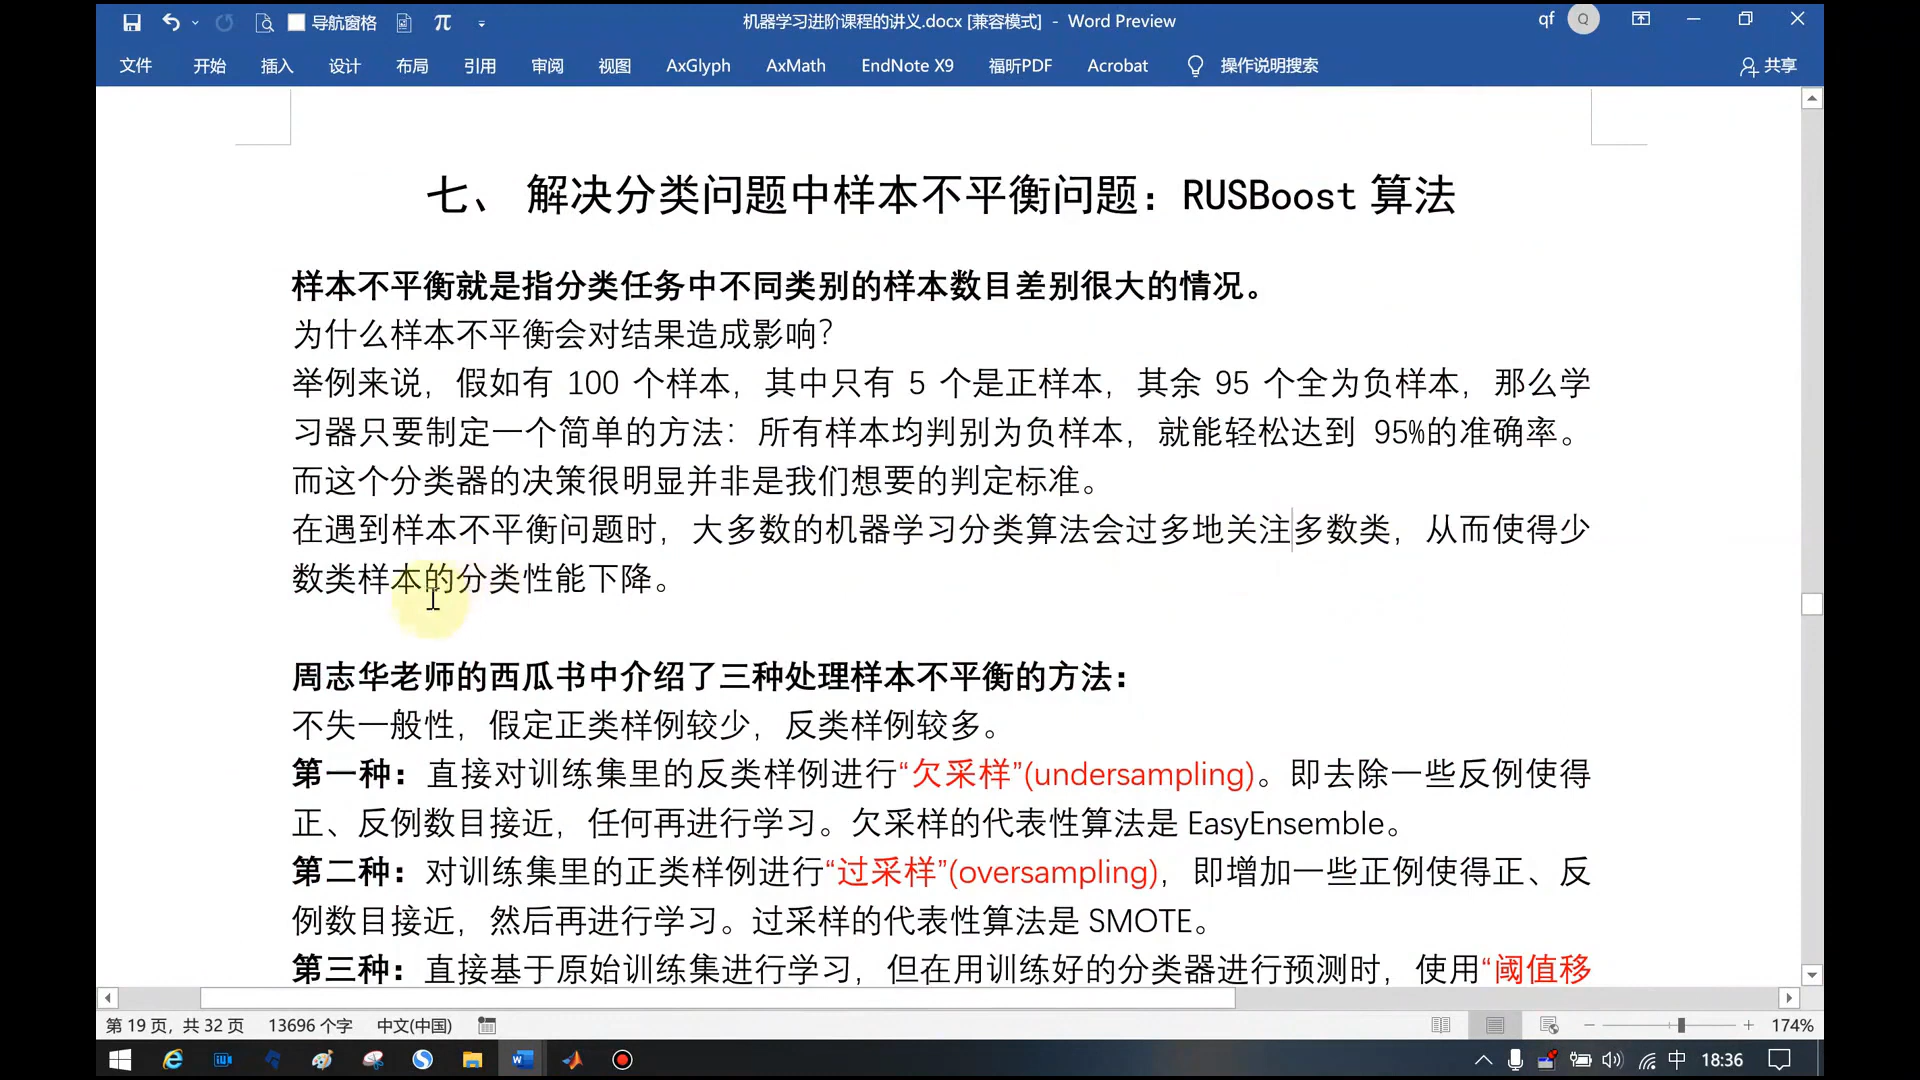 导航窗格
机器学习进阶课程的讲义.docx [兼容模式] - Word Preview
qf
Q
文件 开始 插入 设计 布局 引用 审阅 视图 AxGlyph AxMath EndNote X9 福昕PDF Acrobat 操作说明搜索 共享
七、 解决分类问题中样本不平衡问题：RUSBoost 算法
样本不平衡就是指分类任务中不同类别的样本数目差别很大的情况。
为什么样本不平衡会对结果造成影响？
举例来说，假如有 100 个样本，其中只有 5 个是正样本，其余 95 个全为负样本，那么学
习器只要制定一个简单的方法：所有样本均判别为负样本，就能轻松达到 95%的准确率。
而这个分类器的决策很明显并非是我们想要的判定标准。
在遇到样本不平衡问题时，大多数的机器学习分类算法会过多地关注多数类，从而使得少
数类样本的分类性能下降。
周志华老师的西瓜书中介绍了三种处理样本不平衡的方法：
不失一般性，假定正类样例较少，反类样例较多。
第一种：直接对训练集里的反类样例进行“欠采样”(undersampling)。即去除一些反例使得
正、反例数目接近，任何再进行学习。欠采样的代表性算法是 EasyEnsemble。
第二种：对训练集里的正类样例进行“过采样”(oversampling)，即增加一些正例使得正、反
例数目接近，然后再进行学习。过采样的代表性算法是 SMOTE。
第三种：直接基于原始训练集进行学习，但在用训练好的分类器进行预测时，使用“阈值移
第 19 页，共 32 页 13696 个字 中文(中国) 174%
中 18:36